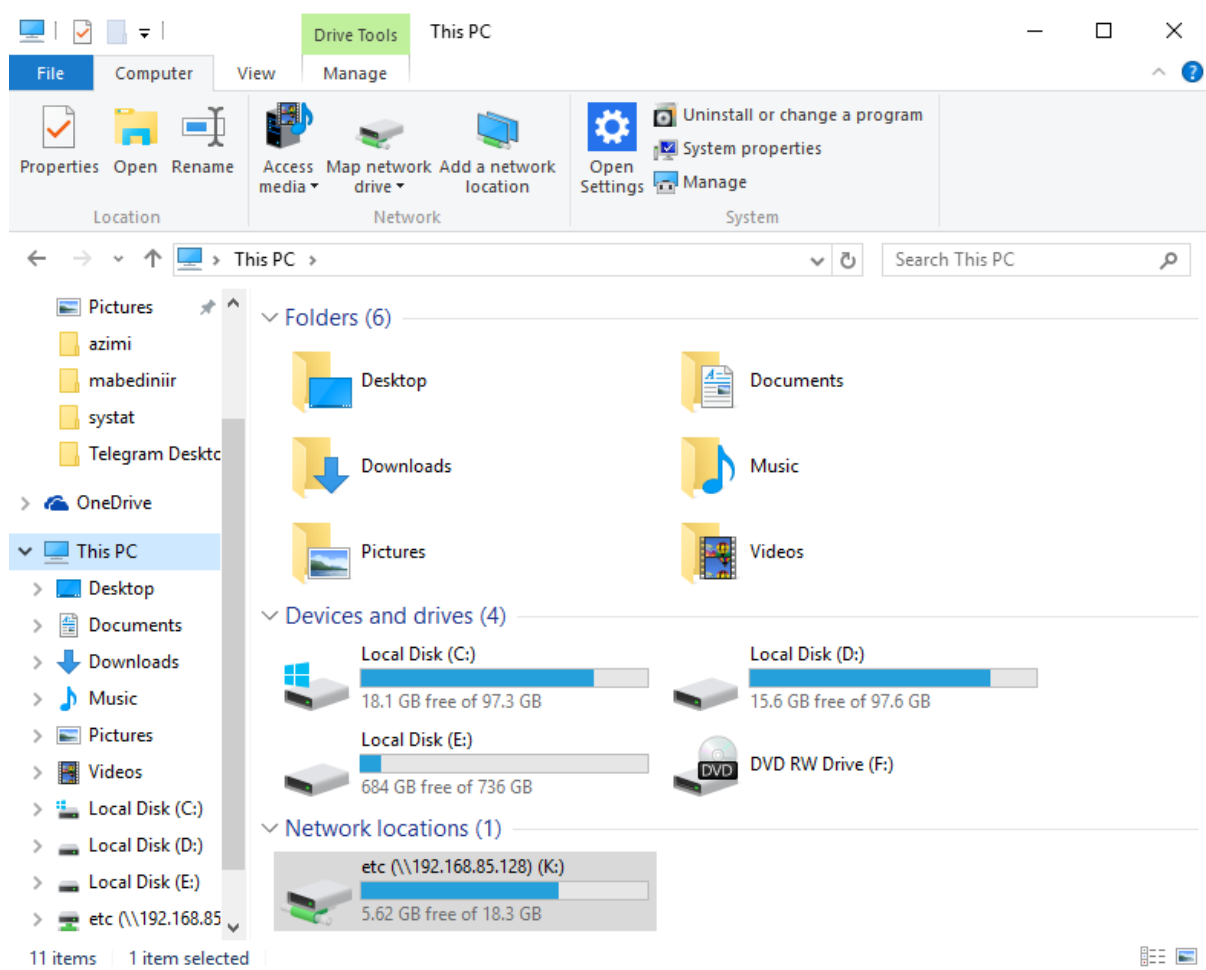 Drive Tools
This PC
File
Computer
View
Manage
?
Properties
Open
Rename
Access media
Map network drive
Add a network location
Open Settings
Uninstall or change a program
System properties
Manage
Location
Network
System
This PC
Search This PC
Pictures
azimi
mabediniir
systat
Telegram Deskto
OneDrive
This PC
Desktop
Documents
Downloads
Music
Pictures
Videos
Local Disk (C:)
Local Disk (D:)
Local Disk (E:)
etc (\\192.168.85
Folders (6)
Desktop
Documents
Downloads
Music
Pictures
Videos
Devices and drives (4)
Local Disk (C:)
18.1 GB free of 97.3 GB
Local Disk (D:)
15.6 GB free of 97.6 GB
Local Disk (E:)
684 GB free of 736 GB
DVD
DVD RW Drive (F:)
Network locations (1)
etc (\\192.168.85.128) (K:)
5.62 GB free of 18.3 GB
11 items
1 item selected